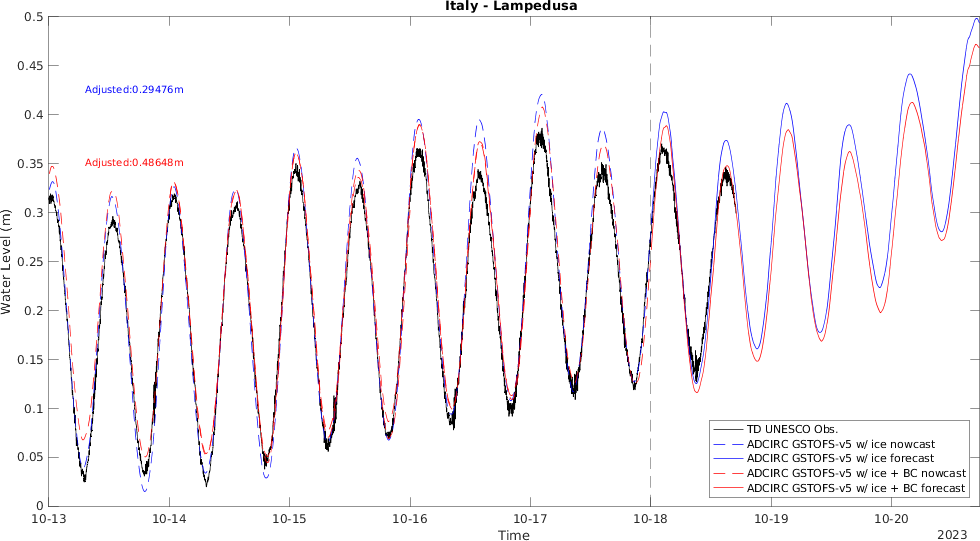 Italy - Lampedusa
0.5
0.45
0.4
0.35
0.3
0.25
0.2
0.15
0.1
0.05
0
Water Level (m)
Adjusted:0.29476m
Adjusted:0.48648m
TD UNESCO Obs.
ADCIRC GSTOFS-v5 w/ ice nowcast
ADCIRC GSTOFS-v5 w/ ice forecast
ADCIRC GSTOFS-v5 w/ ice + BC nowcast
ADCIRC GSTOFS-v5 w/ ice + BC forecast
10-13 10-14 10-15 10-16 10-17 10-18 10-19 10-20
Time
2023